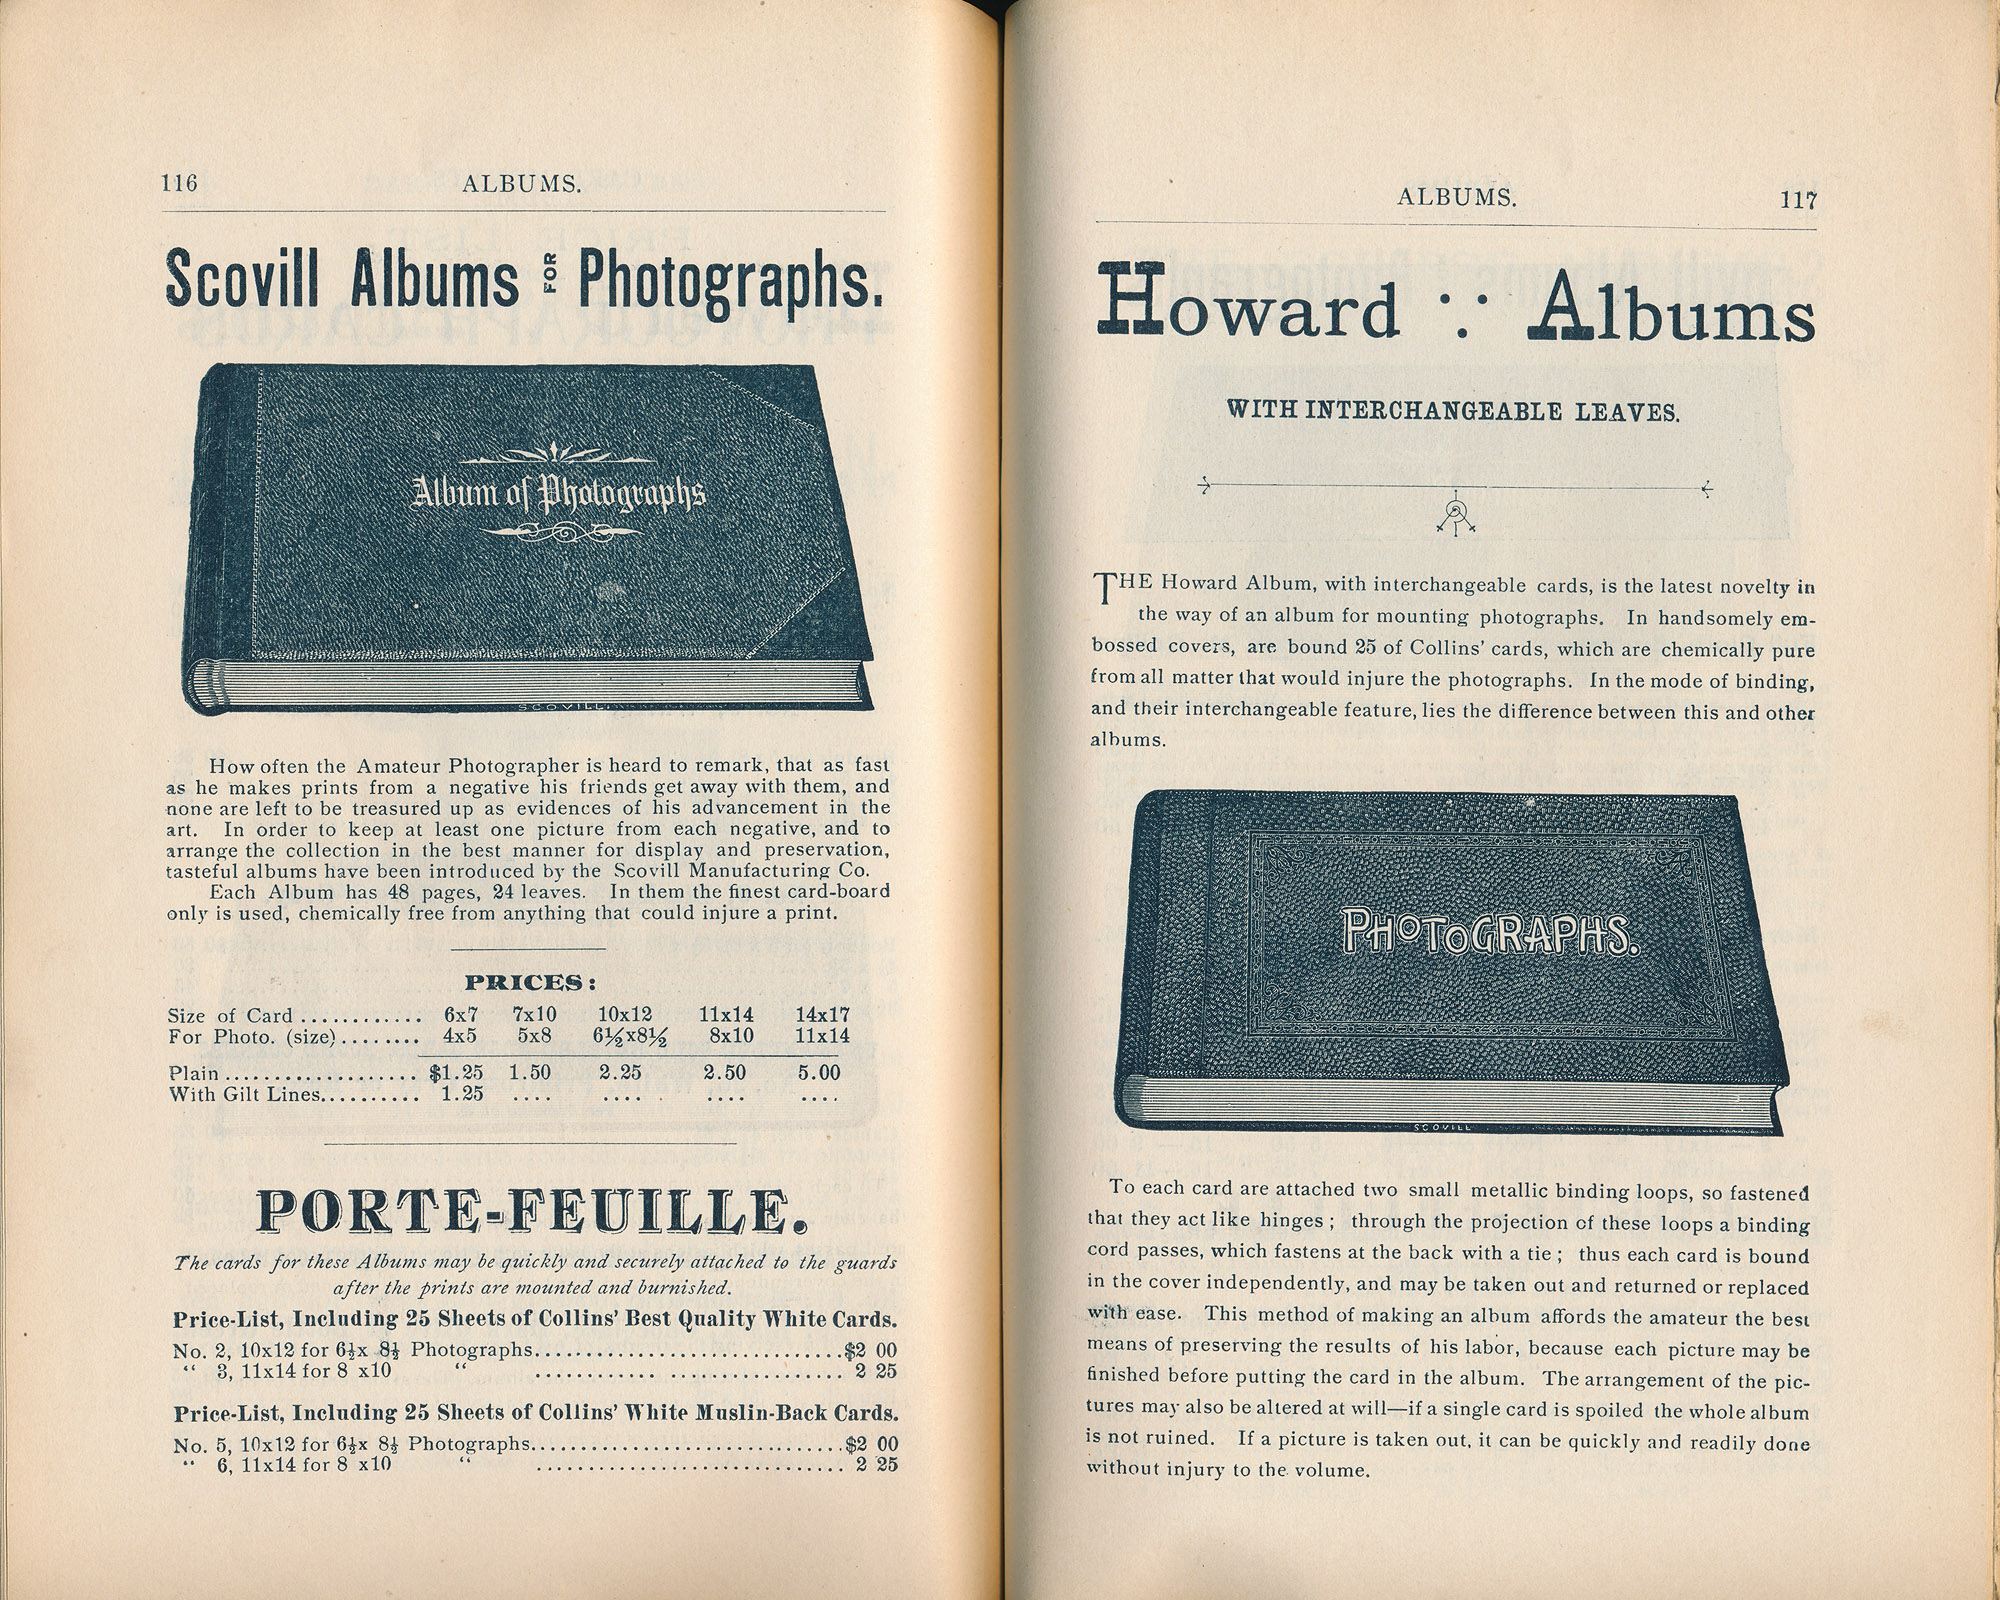 116
ALBUMS.
Scovill Albums FOR Photographs.
Album of Photographs
SCOVILL.
How often the Amateur Photographer is heard to remark, that as fast
as he makes prints from a negative his friends get away with them, and
none are left to be treasured up as evidences of his advancement in the
art. In order to keep at least one picture from each negative, and to
arrange the collection in the best manner for display and preservation,
tasteful albums have been introduced by the Scovill Manufacturing Co.
Each Album has 48 pages, 24 leaves. In them the finest card-board
only is used, chemically free from anything that could injure a print.
PRICES:
Size of Card ............ 6x7 7x10 10x12 11x14 14x17
For Photo. (size)........ 4x5 5x8 6½x8½ 8x10 11x14
Plain ................... $1.25 1.50 2.25 2.50 5.00
With Gilt Lines.......... 1.25 .... .... .... ....
PORTE-FEUILLE.
The cards for these Albums may be quickly and securely attached to the guards
after the prints are mounted and burnished.
Price-List, Including 25 Sheets of Collins' Best Quality White Cards.
No. 2, 10x12 for 6½x 8½ Photographs..............................$2 00
“ 3, 11x14 for 8 x10 “ ............ ................. 2 25
Price-List, Including 25 Sheets of Collins' White Muslin-Back Cards.
No. 5, 10x12 for 6½x 8½ Photographs..............................$2 00
“ 6, 11x14 for 8 x10 “ .............................. 2 25
ALBUMS.
117
Howard ∵ Albums
WITH INTERCHANGEABLE LEAVES.
THE Howard Album, with interchangeable cards, is the latest novelty in
the way of an album for mounting photographs. In handsomely em-
bossed covers, are bound 25 of Collins' cards, which are chemically pure
from all matter that would injure the photographs. In the mode of binding,
and their interchangeable feature, lies the difference between this and other
albums.
PHOTOGRAPHS.
SCOVILL
To each card are attached two small metallic binding loops, so fastened
that they act like hinges ; through the projection of these loops a binding
cord passes, which fastens at the back with a tie ; thus each card is bound
in the cover independently, and may be taken out and returned or replaced
with ease. This method of making an album affords the amateur the best
means of preserving the results of his labor, because each picture may be
finished before putting the card in the album. The arrangement of the pic-
tures may also be altered at will—if a single card is spoiled the whole album
is not ruined. If a picture is taken out, it can be quickly and readily done
without injury to the volume.